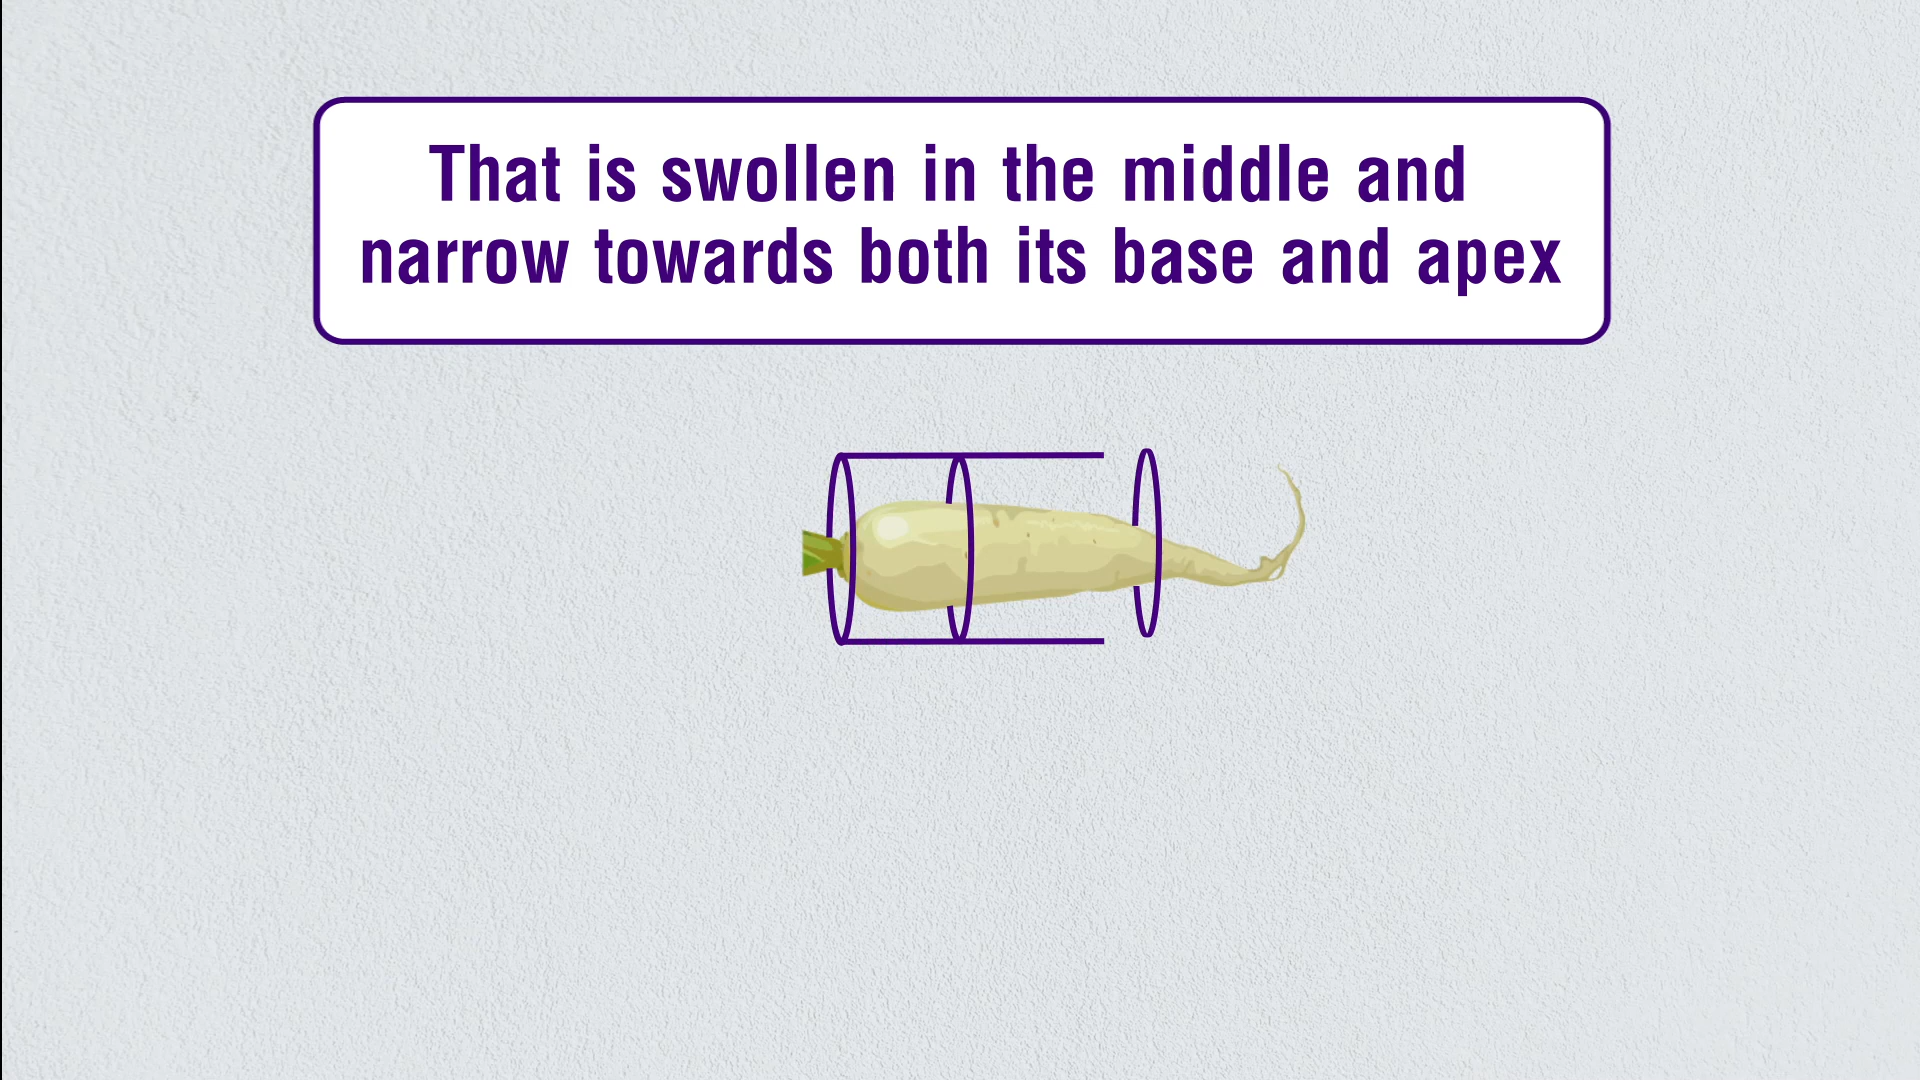 That is swollen in the middle and
narrow towards both its base and apex